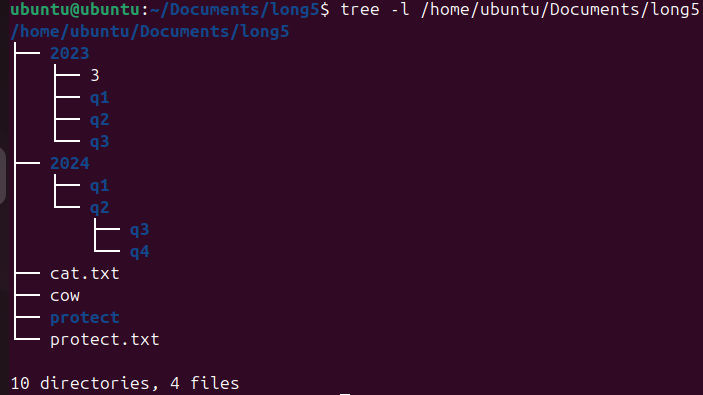 ubuntu@ubuntu:~/Documents/long5$ tree -l /home/ubuntu/Documents/long5
/home/ubuntu/Documents/long5
├── 2023
│   ├── 3
│   ├── q1
│   ├── q2
│   └── q3
├── 2024
│   ├── q1
│   └── q2
│       ├── q3
│       └── q4
├── cat.txt
├── cow
├── protect
└── protect.txt
10 directories, 4 files